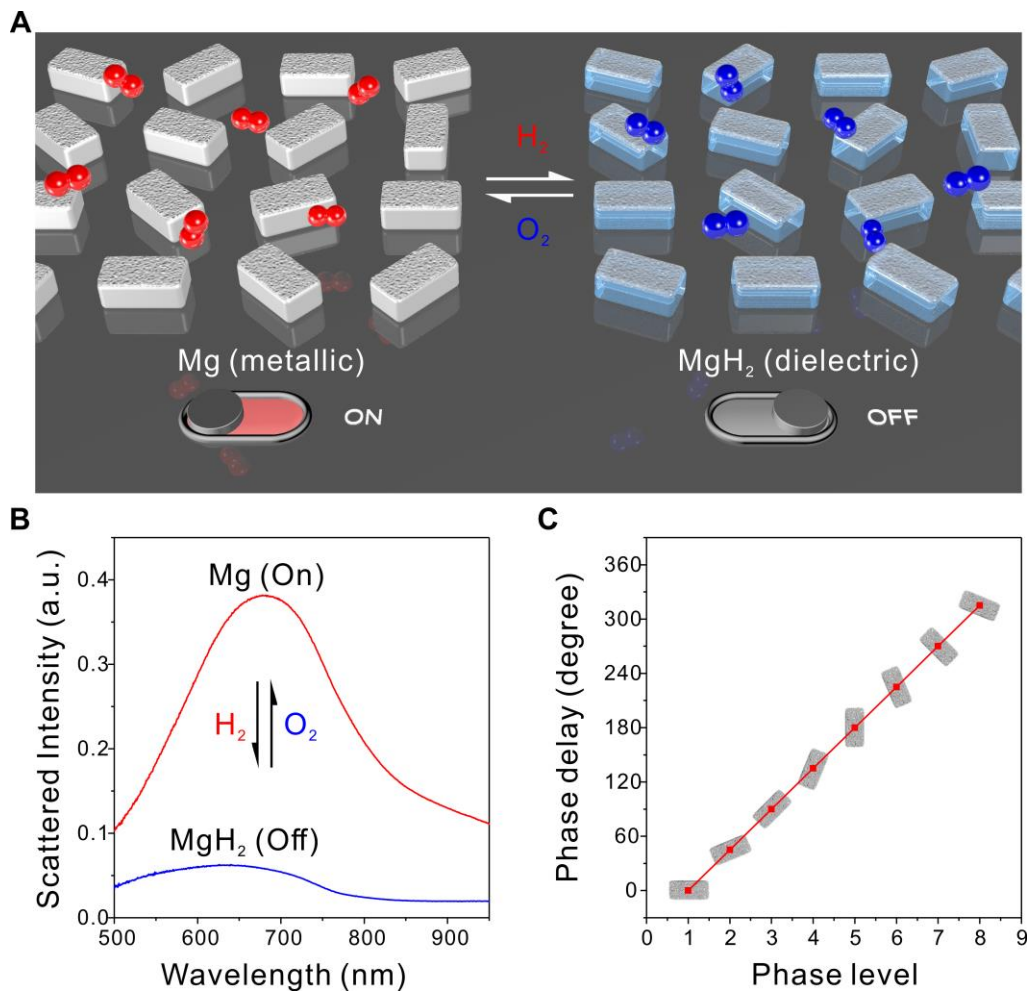 A
H₂
O₂
Mg (metallic)
MgH₂ (dielectric)
ON
OFF
B
Scattered Intensity (a.u.)
0.4
0.3
0.2
0.1
0.0
Mg (On)
H₂
O₂
MgH₂ (Off)
500 600 700 800 900
Wavelength (nm)
C
Phase delay (degree)
360
300
240
180
120
60
0
0 1 2 3 4 5 6 7 8 9
Phase level